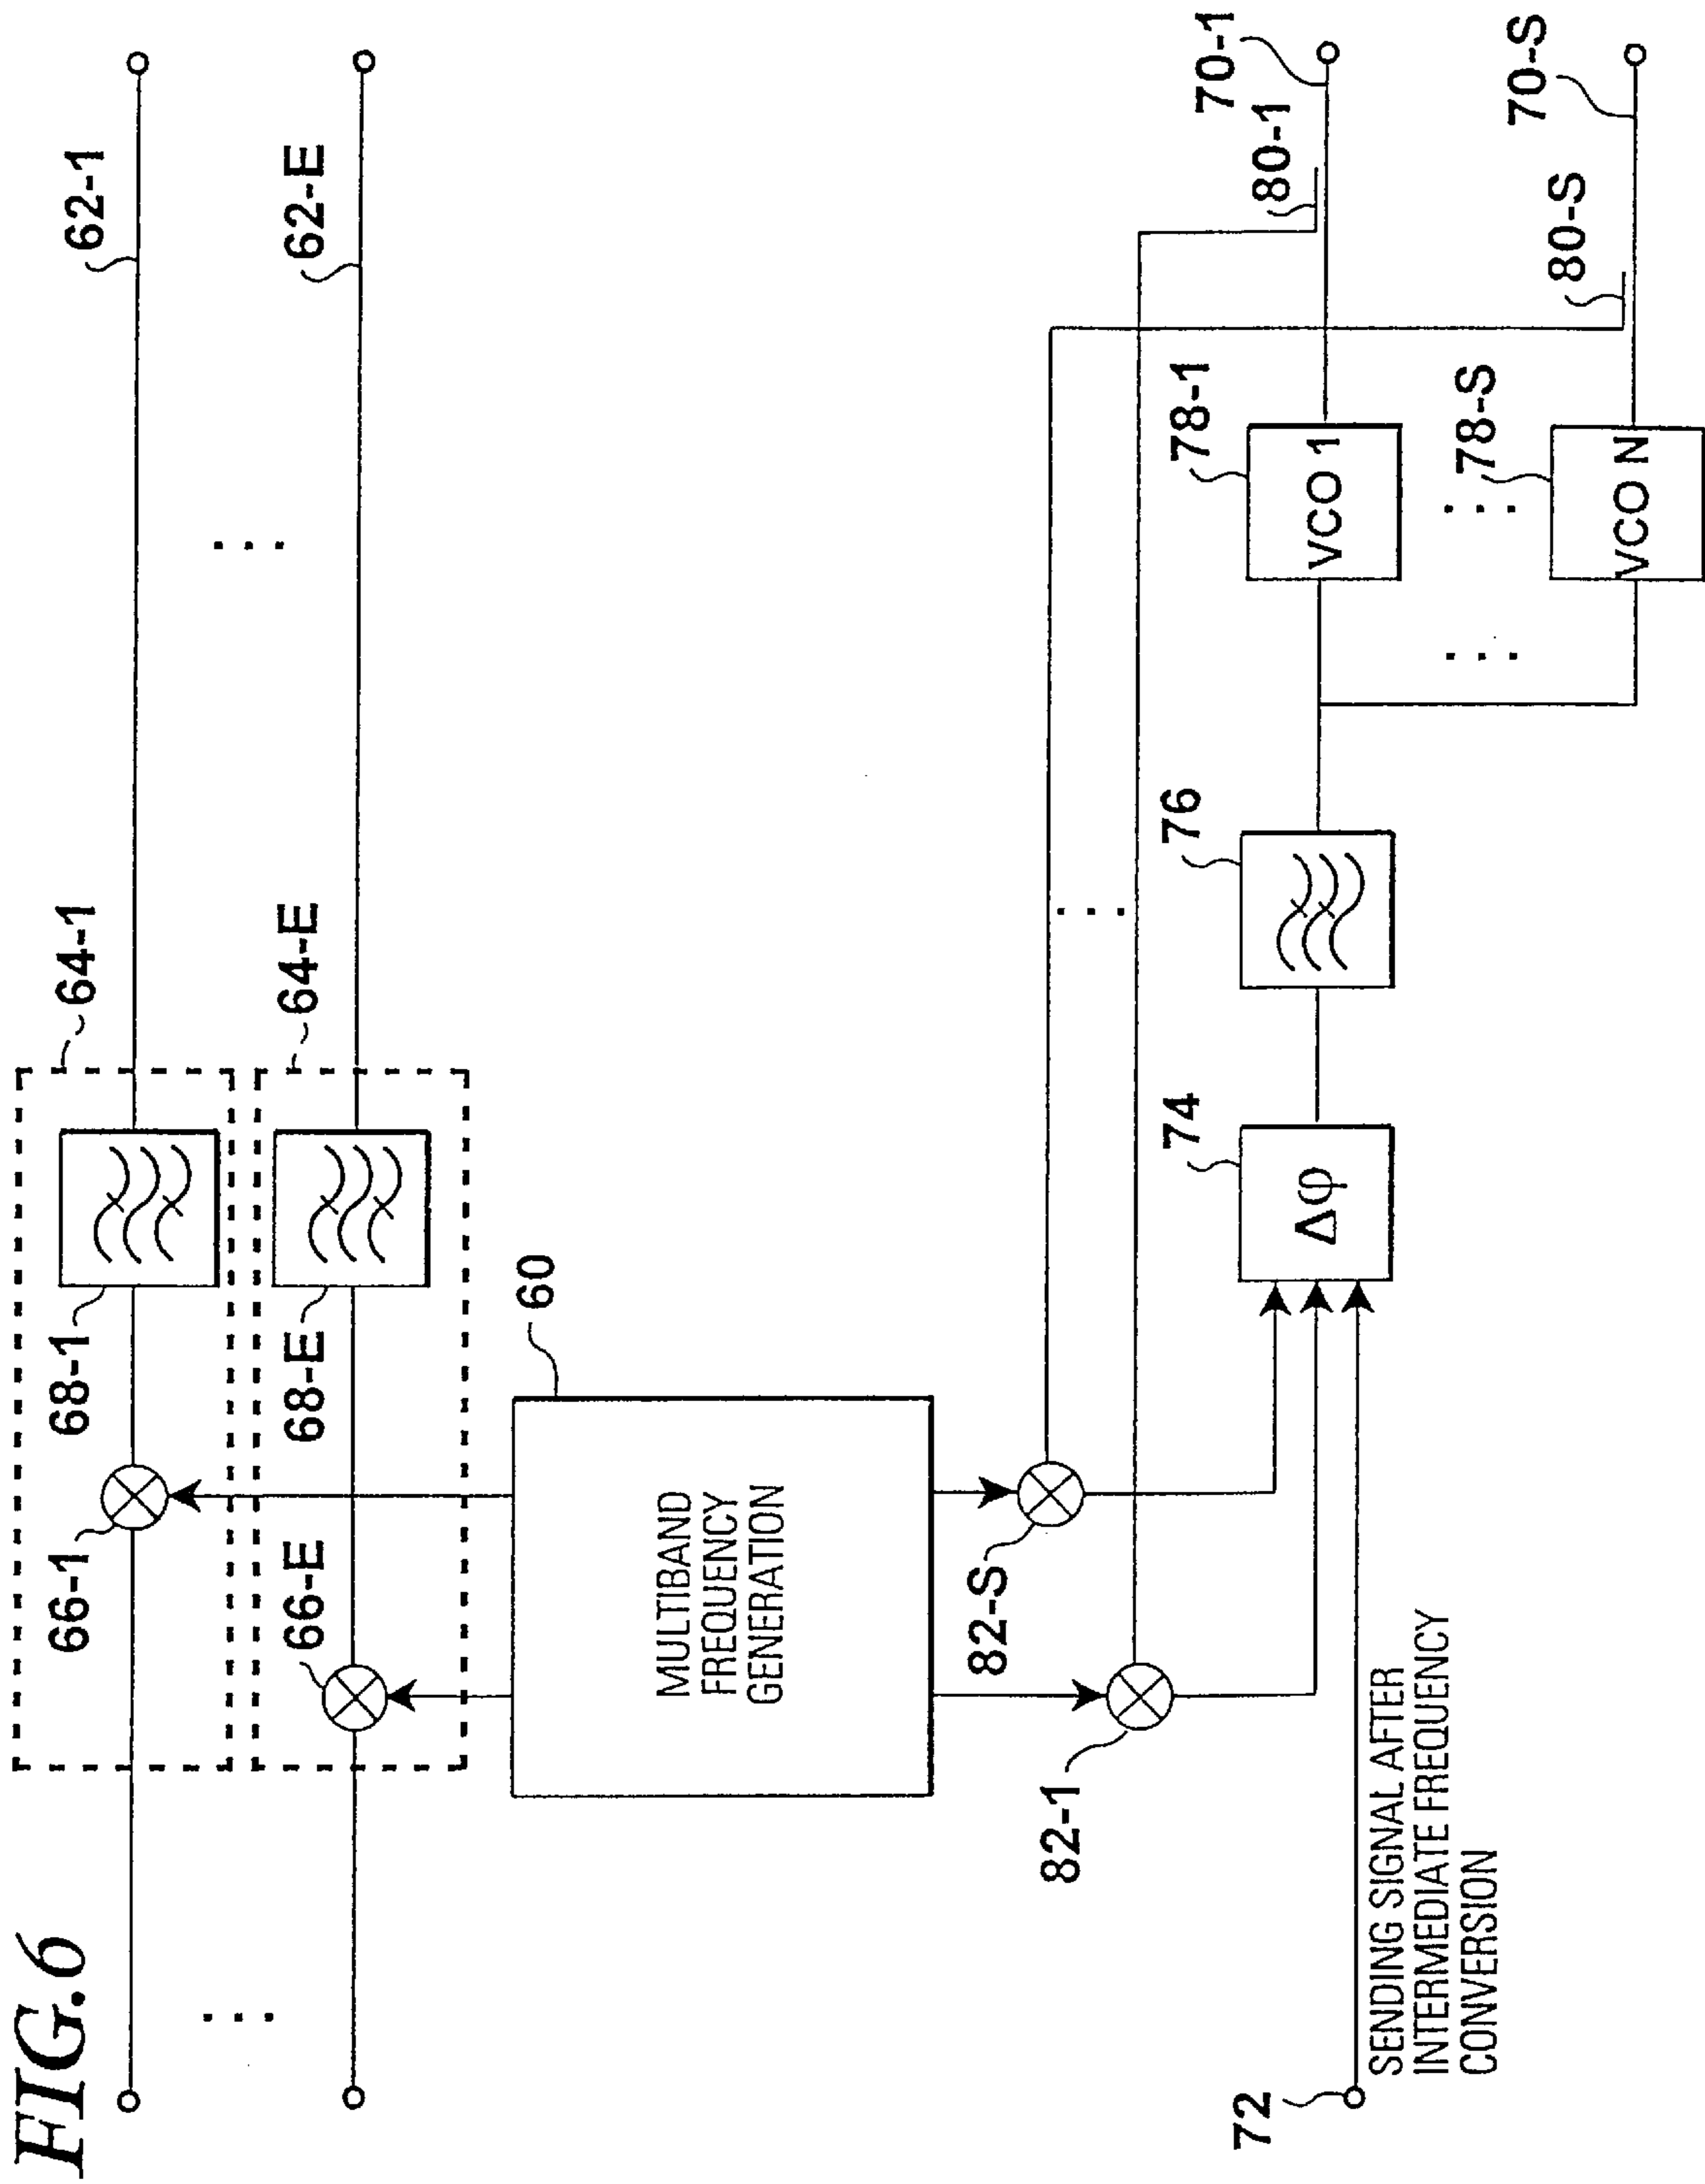 FIG.6
62-1
62-E
64-1
64-E
66-1
68-1
66-E
68-E
60
MULTIBAND
FREQUENCY
GENERATION
82-S
82-1
72
SENDING SIGNAL AFTER
INTERMEDIATE FREQUENCY
CONVERSION
74
Δφ
76
78-1
VCO 1
78-S
VCO N
80-1
70-1
80-S
70-S